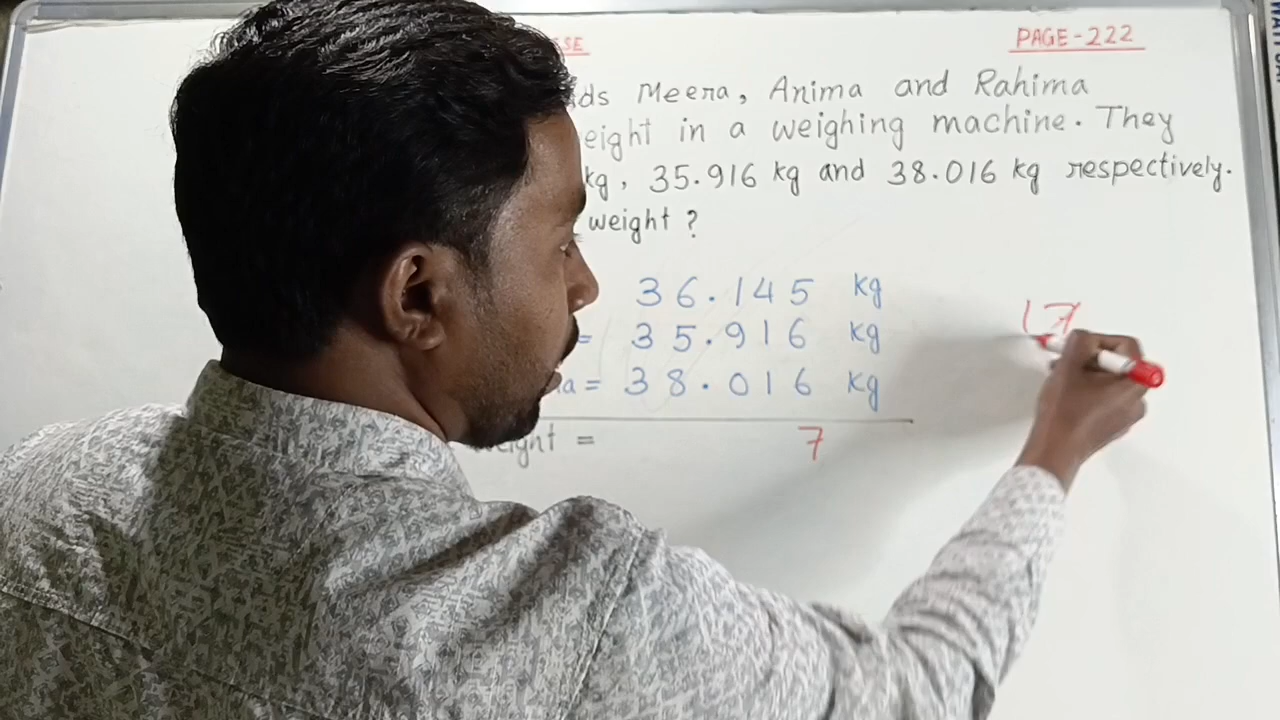 PAGE-222
Meera, Anima and Rahima
in a weighing machine. They
kg, 35.916 kg and 38.016 kg respectively.
weight ?
36.145 kg
= 35.916 kg
= 38.016 kg
= 7
17